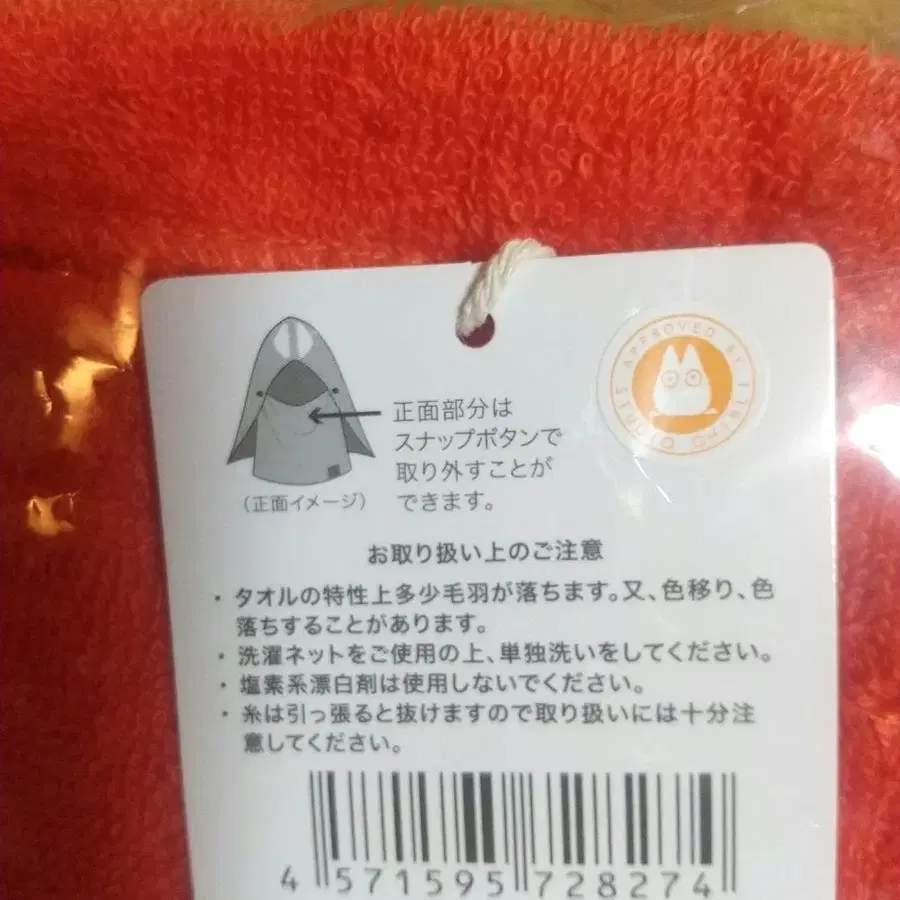 正面部分は
スナップボタンで
取り外すことが
できます。
(正面イメージ)
APPROVED BY STUDIO GHIBLI
お取り扱い上のご注意
・タオルの特性上多少毛羽が落ちます。又、色移り、色
落ちすることがあります。
・洗濯ネットをご使用の上、単独洗いをしてください。
・塩素系漂白剤は使用しないでください。
・糸は引っ張ると抜けますので取り扱いには十分注
意してください。
4 571595 728274